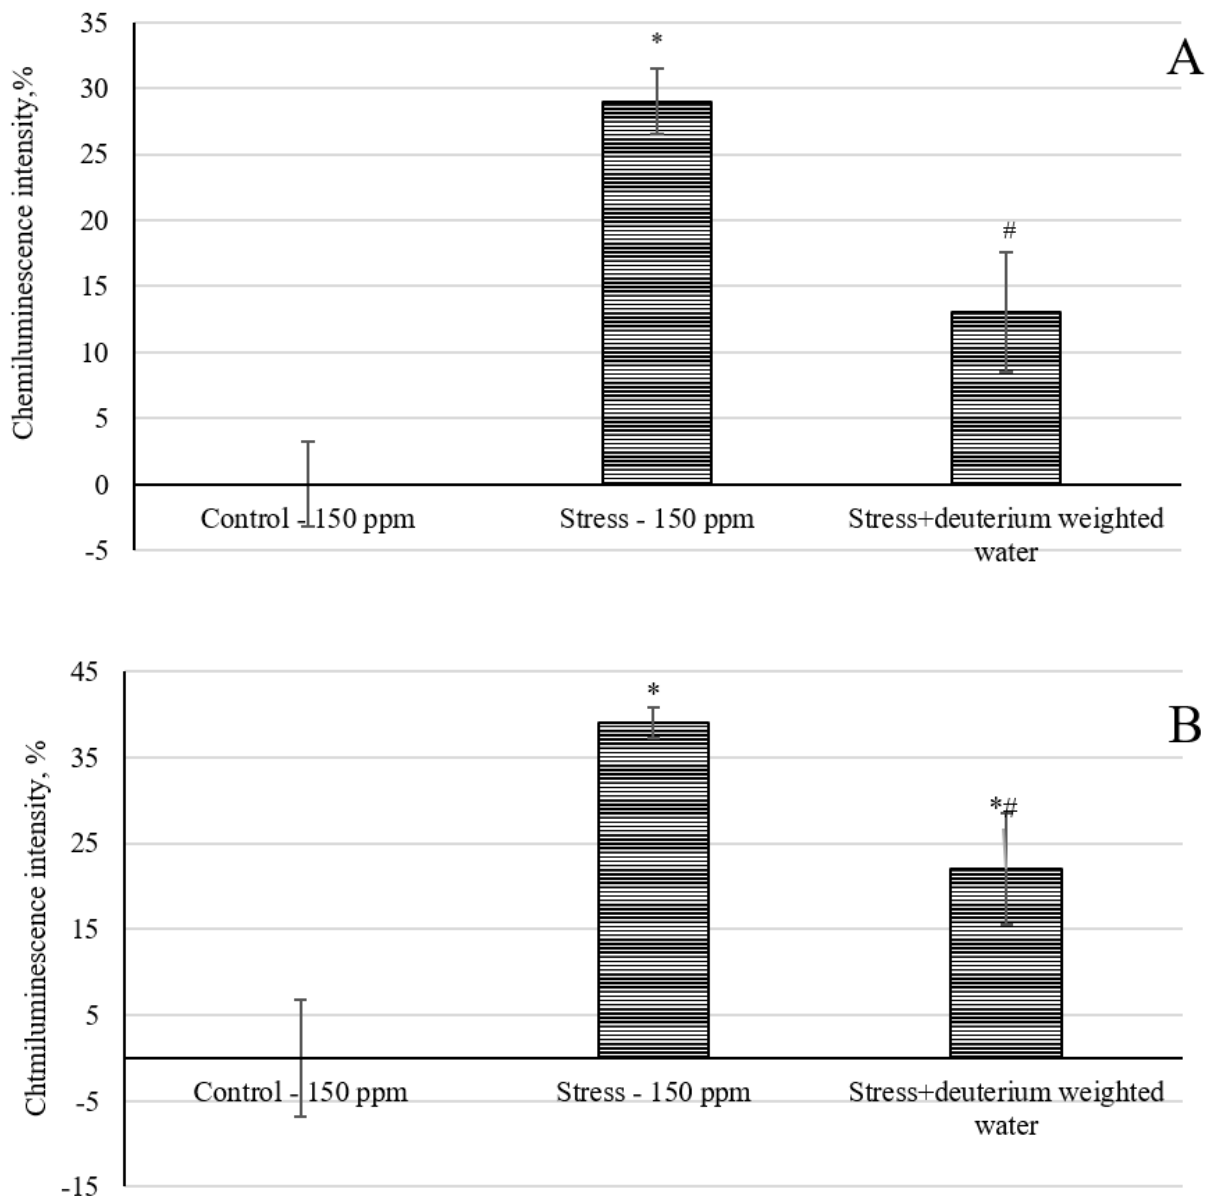 35
30
25
20
15
10
5
0
-5
Chemiluminescence intensity,%
*
#
A
Control - 150 ppm
Stress - 150 ppm
Stress+deuterium weighted
water
45
35
25
15
5
-5
-15
Chtmiluminescence intensity, %
*
*#
B
Control - 150 ppm
Stress - 150 ppm
Stress+deuterium weighted
water